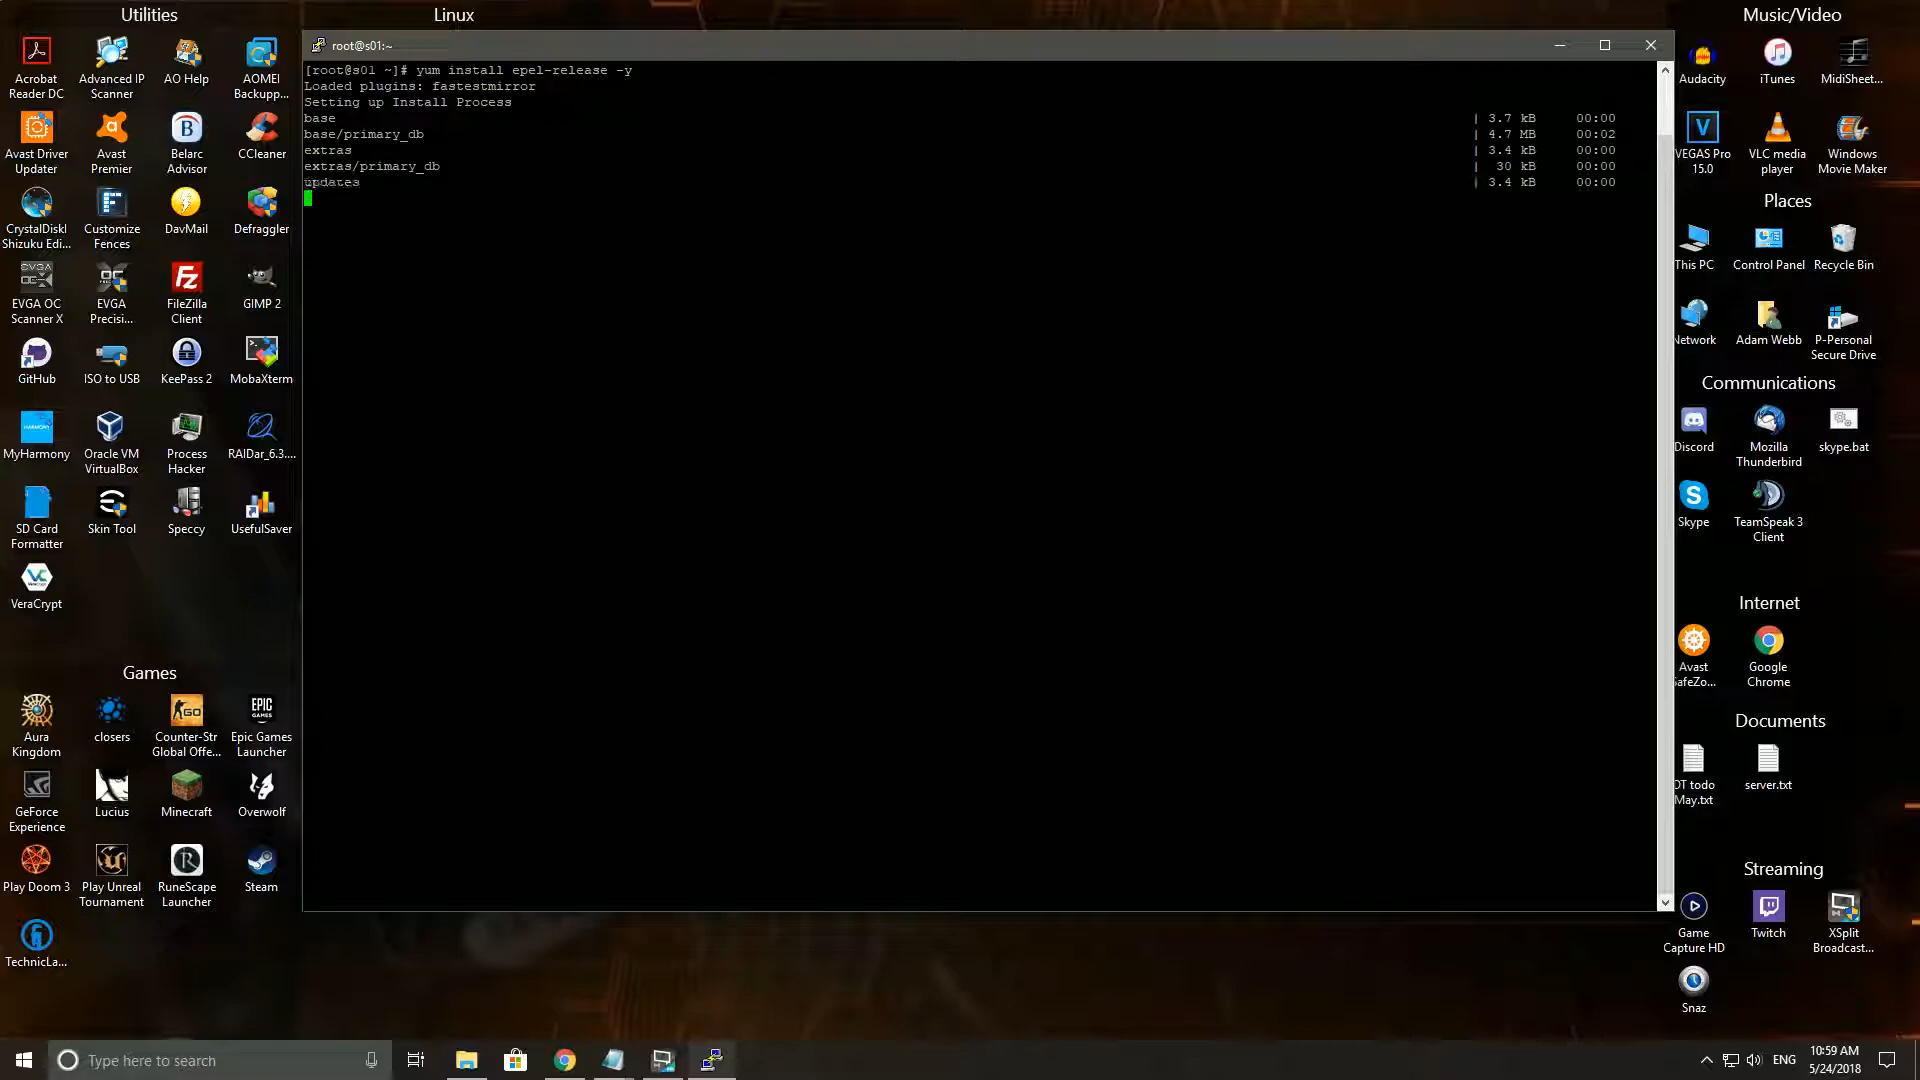 Utilities
Linux
Music/Video
root@s01:~
[root@s01 ~]# yum install epel-release -y
Loaded plugins: fastestmirror
Setting up Install Process
base | 3.7 kB 00:00
base/primary_db | 4.7 MB 00:02
extras | 3.4 kB 00:00
extras/primary_db | 30 kB 00:00
updates | 3.4 kB 00:00
Acrobat Reader DC
Advanced IP Scanner
AO Help
AOMEI Backupp...
Avast Driver Updater
Avast Premier
Belarc Advisor
CCleaner
CrystalDiskI Shizuku Edi...
Customize Fences
DavMail
Defraggler
EVGA OC Scanner X
EVGA Precisi...
FileZilla Client
GIMP 2
GitHub
ISO to USB
KeePass 2
MobaXterm
MyHarmony
Oracle VM VirtualBox
Process Hacker
RAIDar_6.3....
SD Card Formatter
Skin Tool
Speccy
UsefulSaver
VeraCrypt
Games
Aura Kingdom
closers
Counter-Str Global Offe...
Epic Games Launcher
GeForce Experience
Lucius
Minecraft
Overwolf
Play Doom 3
Play Unreal Tournament
RuneScape Launcher
Steam
TechnicLa...
Audacity
iTunes
MidiSheet...
VEGAS Pro 15.0
VLC media player
Windows Movie Maker
Places
This PC
Control Panel
Recycle Bin
Network
Adam Webb
P-Personal Secure Drive
Communications
Discord
Mozilla Thunderbird
skype.bat
Skype
TeamSpeak 3 Client
Internet
Avast SafeZo...
Google Chrome
Documents
OT todo May.txt
server.txt
Streaming
Game Capture HD
Twitch
XSplit Broadcast...
Snaz
Type here to search
ENG
10:59 AM
5/24/2018